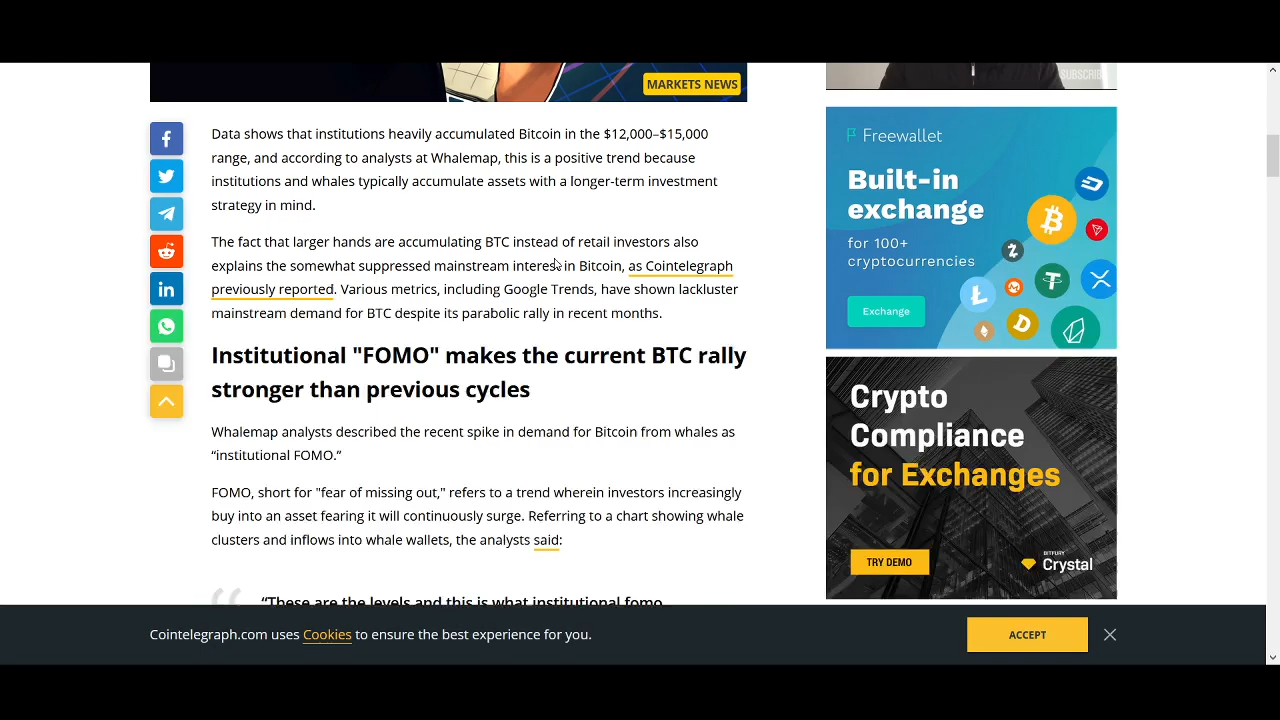 MARKETS NEWS
SUBSCRIBE
Data shows that institutions heavily accumulated Bitcoin in the $12,000–$15,000
range, and according to analysts at Whalemap, this is a positive trend because
institutions and whales typically accumulate assets with a longer-term investment
strategy in mind.
The fact that larger hands are accumulating BTC instead of retail investors also
explains the somewhat suppressed mainstream interest in Bitcoin, as Cointelegraph
previously reported. Various metrics, including Google Trends, have shown lackluster
mainstream demand for BTC despite its parabolic rally in recent months.
Institutional "FOMO" makes the current BTC rally
stronger than previous cycles
Whalemap analysts described the recent spike in demand for Bitcoin from whales as
“institutional FOMO.”
FOMO, short for "fear of missing out," refers to a trend wherein investors increasingly
buy into an asset fearing it will continuously surge. Referring to a chart showing whale
clusters and inflows into whale wallets, the analysts said:
“These are the levels and this is what institutional fomo
Freewallet
Built-in
exchange
for 100+
cryptocurrencies
Exchange
Crypto
Compliance
for Exchanges
TRY DEMO
BITFURY
Crystal
Cointelegraph.com uses Cookies to ensure the best experience for you.
ACCEPT